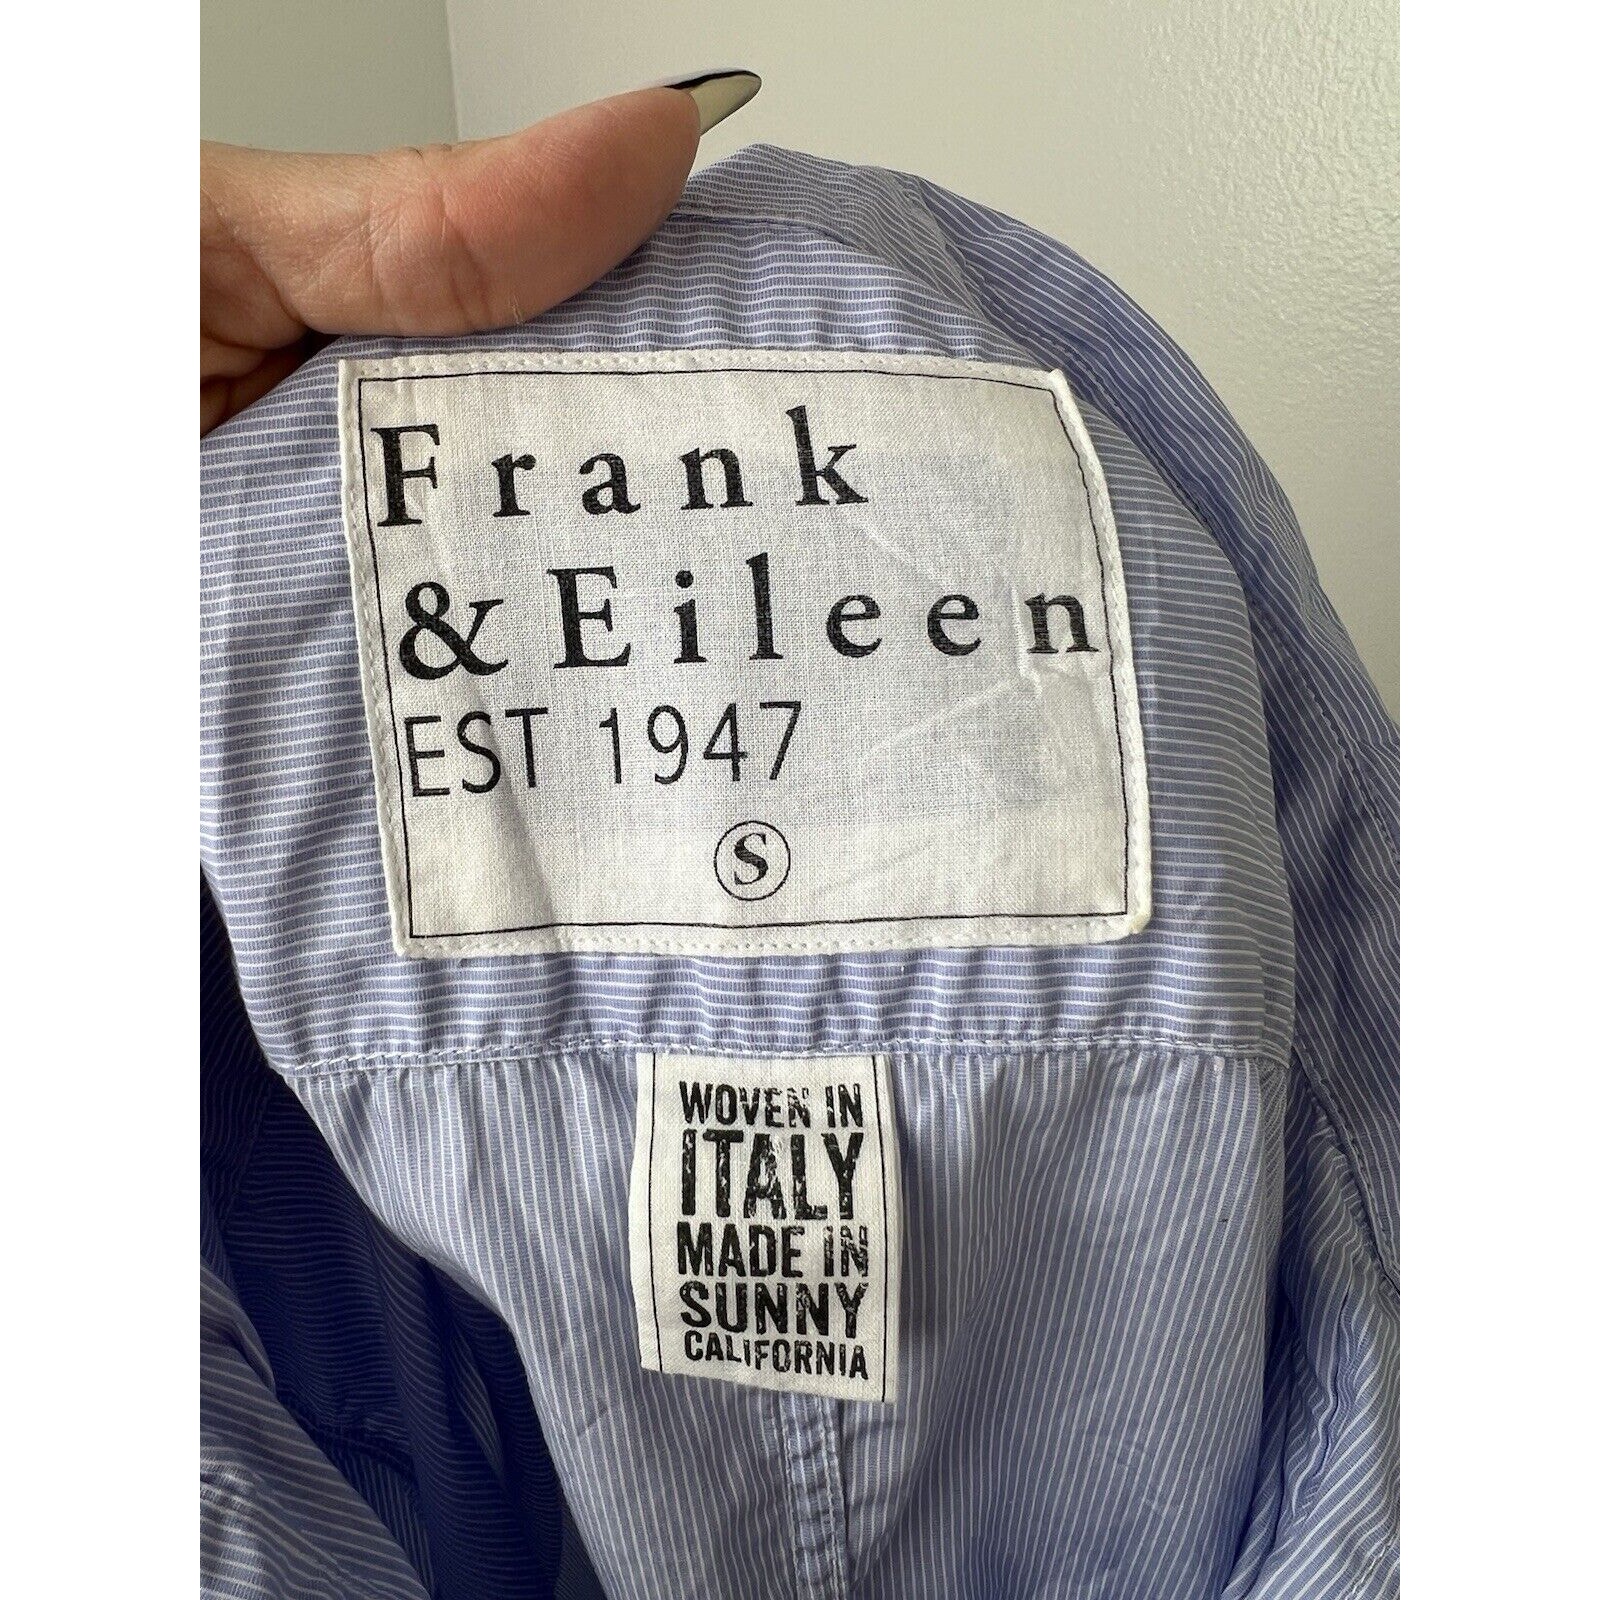 Frank
& Eileen
EST 1947
S
WOVEN IN
ITALY
MADE IN
SUNNY
CALIFORNIA